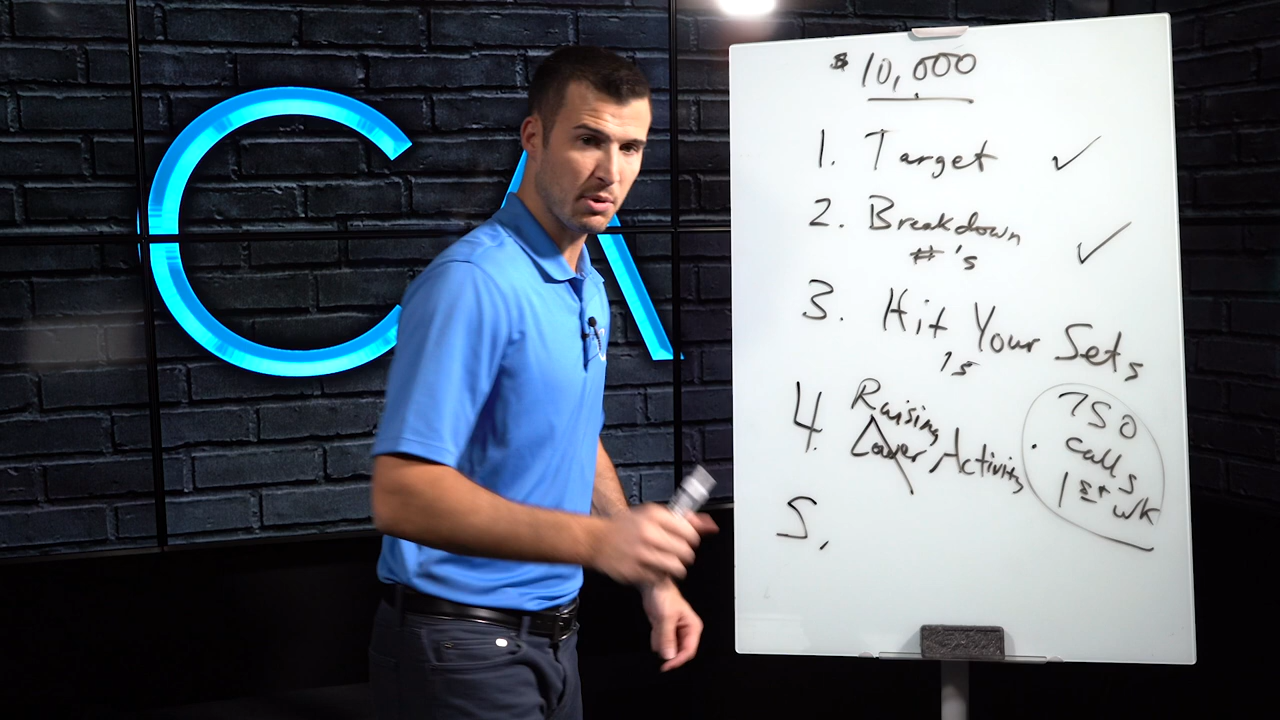 CA
$ 10,000
1. Target ✓
2. Breakdown ✓
#'s
3. Hit Your Sets
4. Raising
Lower Activity
750
calls
1st wk
5.